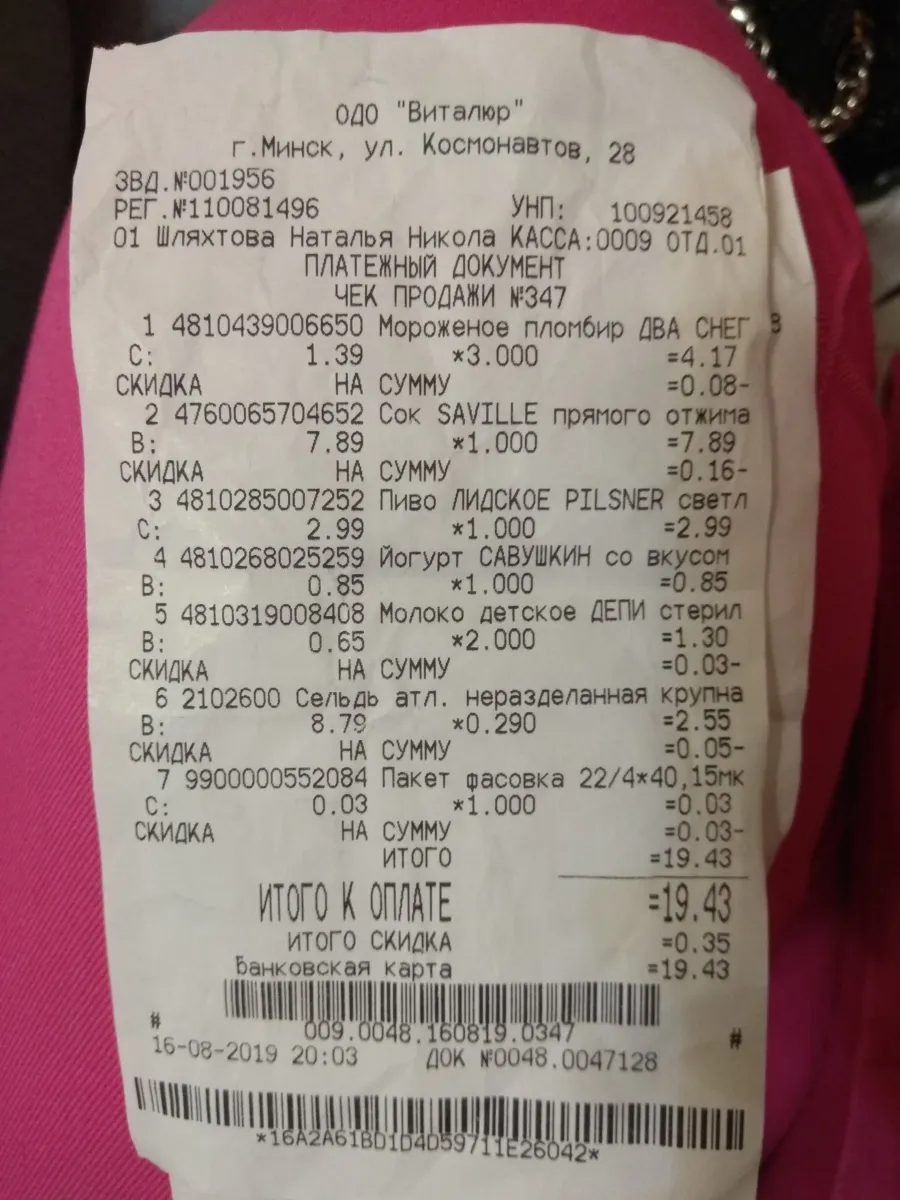 ОДО "Виталюр"
г.Минск, ул. Космонавтов, 28
ЗВД.№001956
РЕГ.№110081496 УНП: 100921458
01 Шляхтова Наталья Никола КАССА:0009 ОТД.01
ПЛАТЕЖНЫЙ ДОКУМЕНТ
ЧЕК ПРОДАЖИ №347
1 4810439006650 Мороженое пломбир ДВА СНЕГ
С: 1.39 *3.000 =4.17
СКИДКА НА СУММУ =0.08-
2 4760065704652 Сок SAVILLE прямого отжима
В: 7.89 *1.000 =7.89
СКИДКА НА СУММУ =0.16-
3 4810285007252 Пиво ЛИДСКОЕ PILSNER светл
С: 2.99 *1.000 =2.99
4 4810268025259 Йогурт САВУШКИН со вкусом
В: 0.85 *1.000 =0.85
5 4810319008408 Молоко детское ДЕПИ стерил
В: 0.65 *2.000 =1.30
СКИДКА НА СУММУ =0.03-
6 2102600 Сельдь атл. неразделанная крупна
В: 8.79 *0.290 =2.55
СКИДКА НА СУММУ =0.05-
7 9900000552084 Пакет фасовка 22/4*40,15мк
С: 0.03 *1.000 =0.03
СКИДКА НА СУММУ =0.03-
ИТОГО =19.43
ИТОГО К ОПЛАТЕ =19.43
ИТОГО СКИДКА =0.35
Банковская карта =19.43
# 009.0048.160819.0347 #
16-08-2019 20:03 ДОК №0048.0047128
*16A2A61BD1D4D59711E26042*